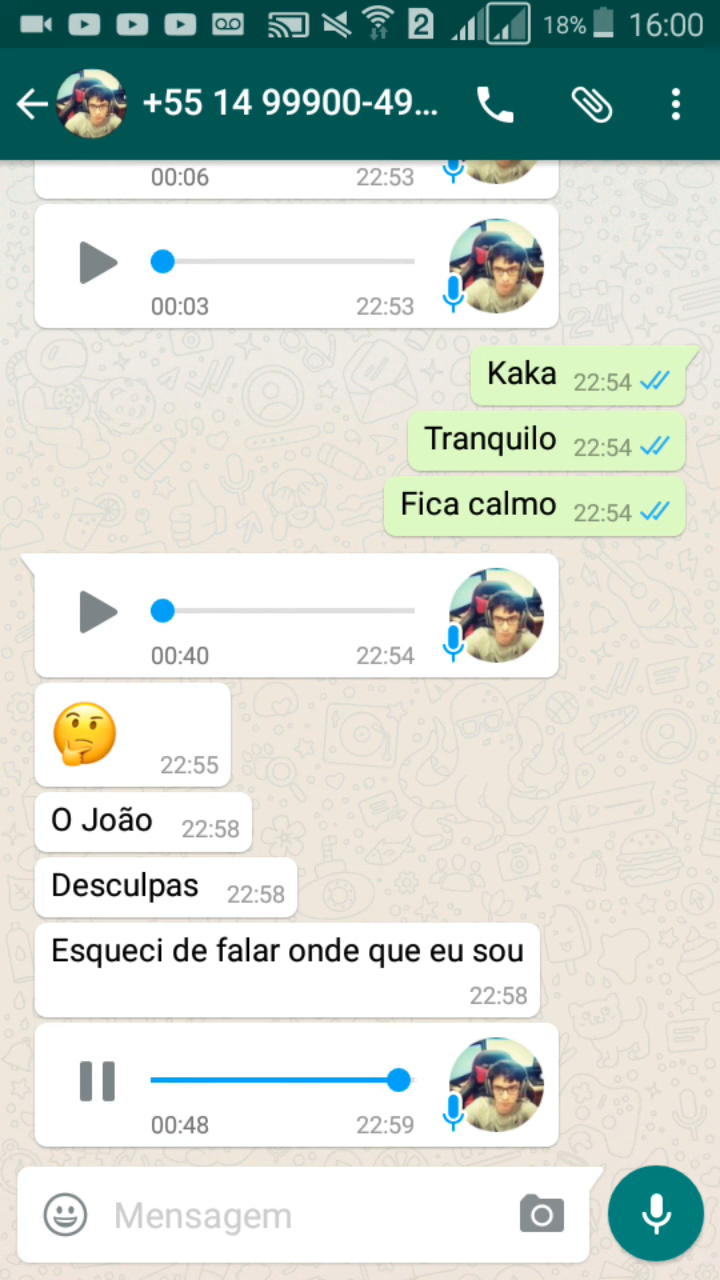 2 18% 16:00
+55 14 99900-49...
00:06 22:53
00:03 22:53
Kaka 22:54
Tranquilo 22:54
Fica calmo 22:54
00:40 22:54
22:55
O João 22:58
Desculpas 22:58
Esqueci de falar onde que eu sou
22:58
00:48 22:59
Mensagem